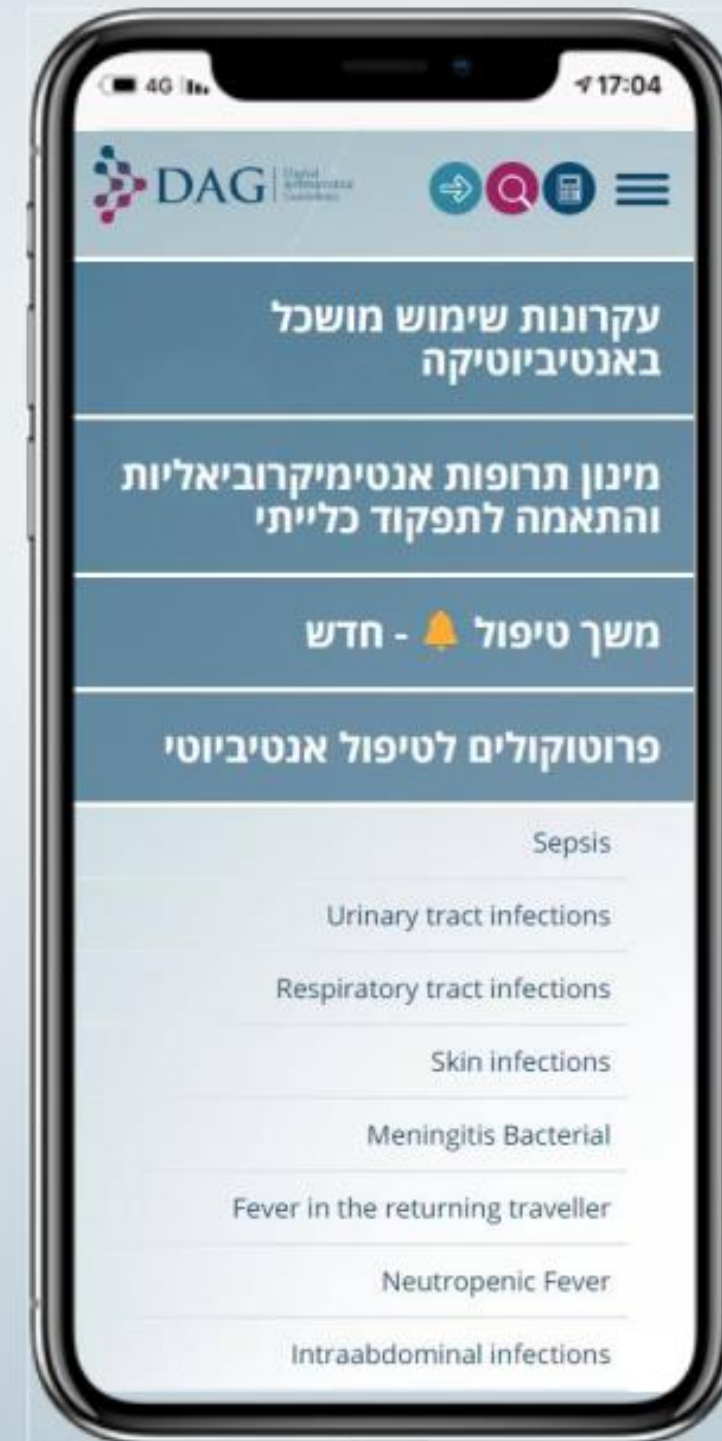 4G
17:04
DAG
עקרונות שימוש מושכל
באנטיביוטיקה
מינון תרופות אנטימיקרוביאליות
והתאמה לתפקוד כלייתי
משך טיפול 🔔 - חדש
פרוטוקולים לטיפול אנטיביוטי
Sepsis
Urinary tract infections
Respiratory tract infections
Skin infections
Meningitis Bacterial
Fever in the returning traveller
Neutropenic Fever
Intraabdominal infections